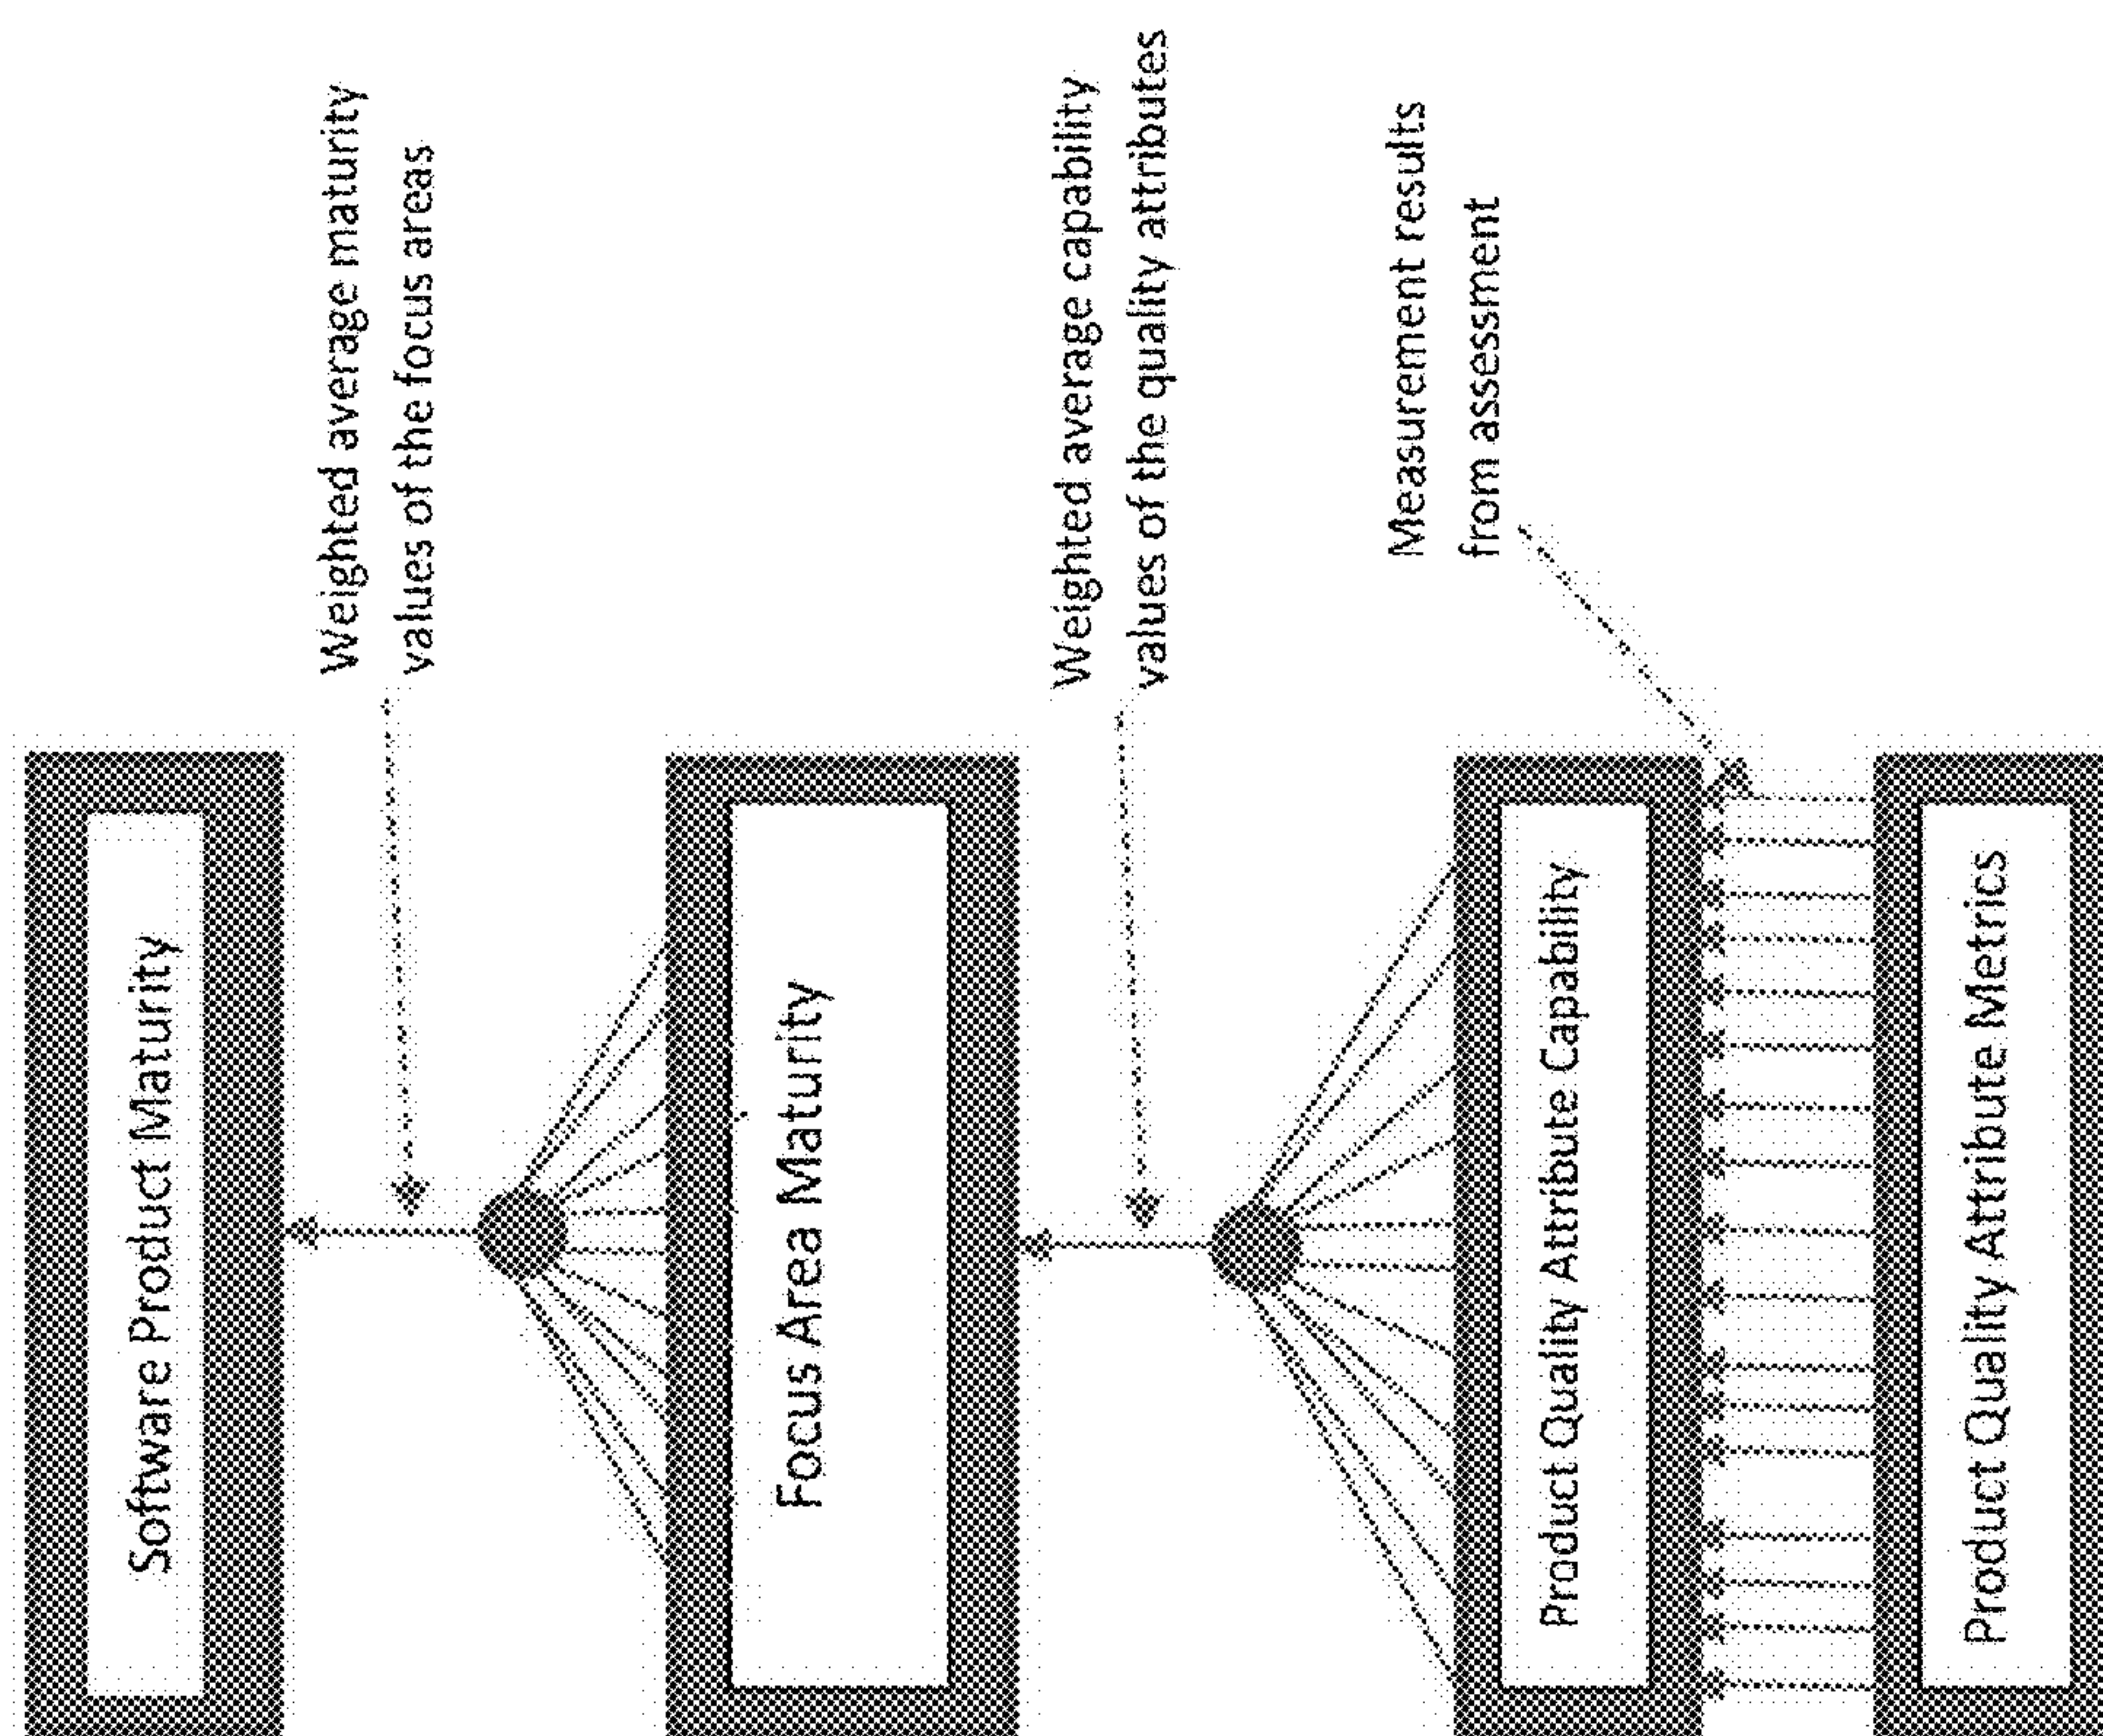 Software Product Maturity
Weighted average maturity
values of the focus areas
Focus Area Maturity
Weighted average capability
values of the quality attributes
Product Quality Attribute Capability
Measurement results
from assessment
Product Quality Attribute Metrics